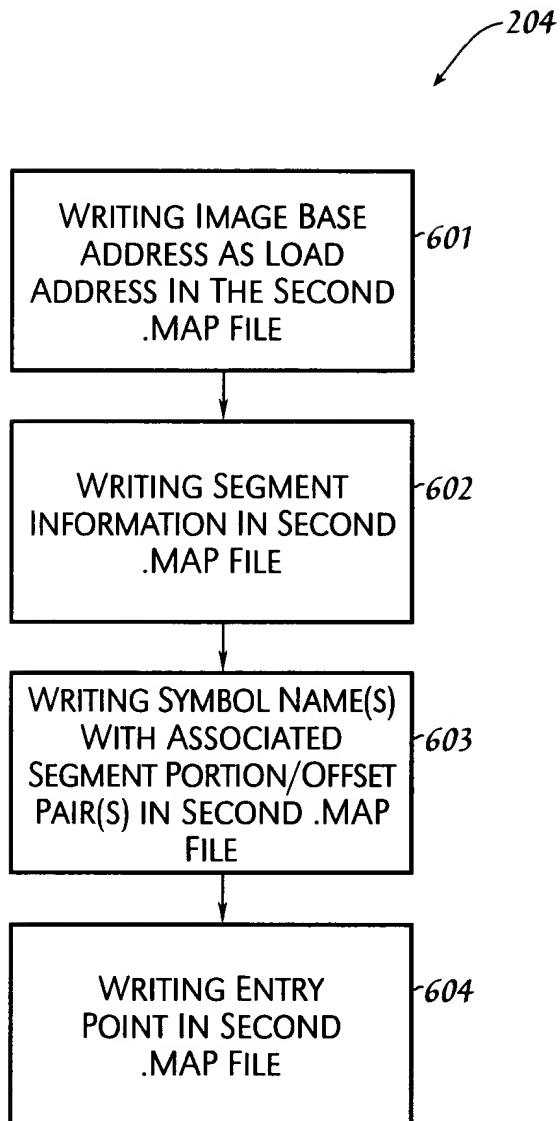 204
WRITING IMAGE BASE
ADDRESS AS LOAD
ADDRESS IN THE SECOND
.MAP FILE
601
WRITING SEGMENT
INFORMATION IN SECOND
.MAP FILE
602
WRITING SYMBOL NAME(S)
WITH ASSOCIATED
SEGMENT PORTION/OFFSET
PAIR(S) IN SECOND .MAP
FILE
603
WRITING ENTRY
POINT IN SECOND
.MAP FILE
604